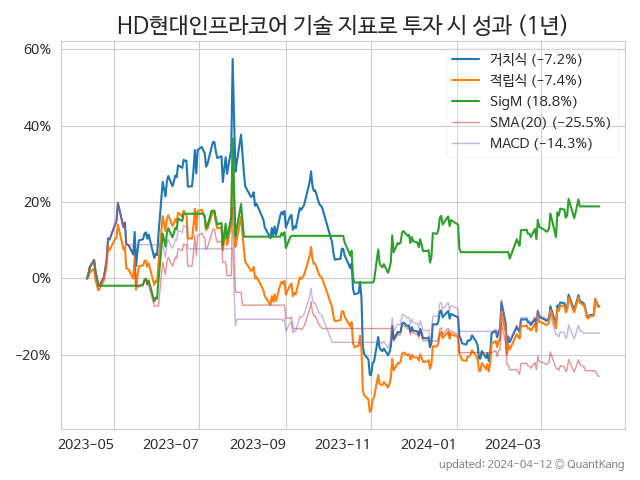 HD현대인프라코어 기술 지표로 투자 시 성과 (1년)
60%
40%
20%
0%
−20%
거치식 (−7.2%)
적립식 (−7.4%)
SigM (18.8%)
SMA(20) (−25.5%)
MACD (−14.3%)
2023-05
2023-07
2023-09
2023-11
2024-01
2024-03
updated: 2024-04-12 © QuantKang